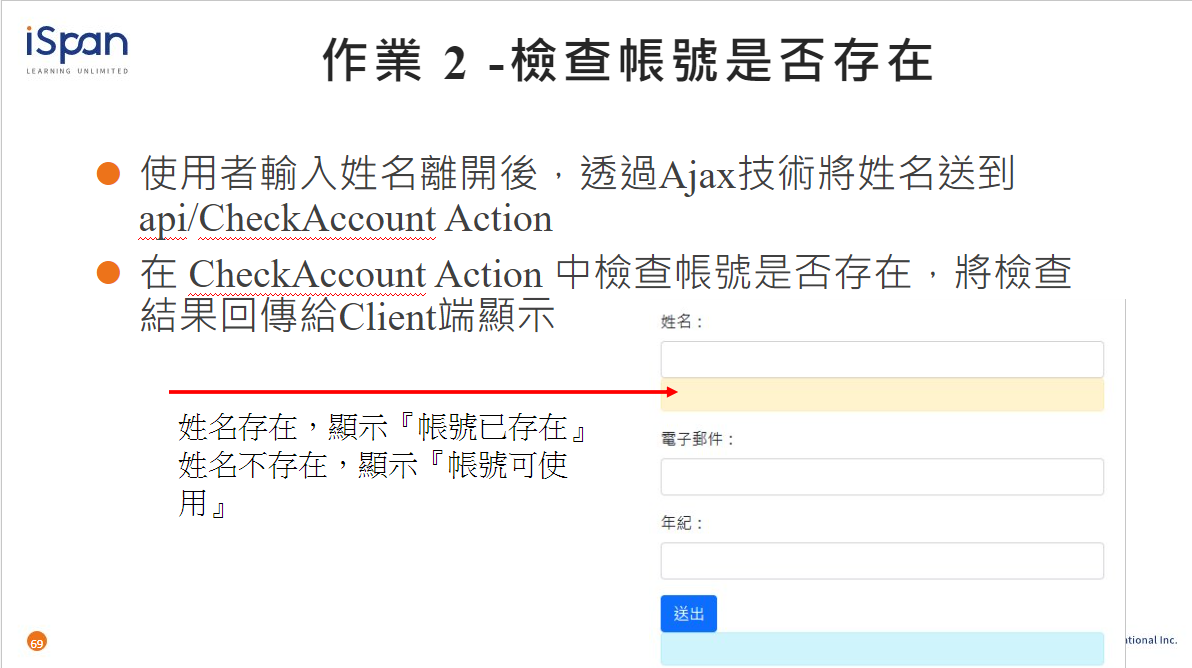 iSpan
LEARNING UNLIMITED
作業 2 -檢查帳號是否存在
使用者輸入姓名離開後，透過Ajax技術將姓名送到
api/CheckAccount Action
在 CheckAccount Action 中檢查帳號是否存在，將檢查
結果回傳給Client端顯示
姓名存在，顯示『帳號已存在』
姓名不存在，顯示『帳號可使
用』
姓名：
電子郵件：
年紀：
送出
69
ational Inc.